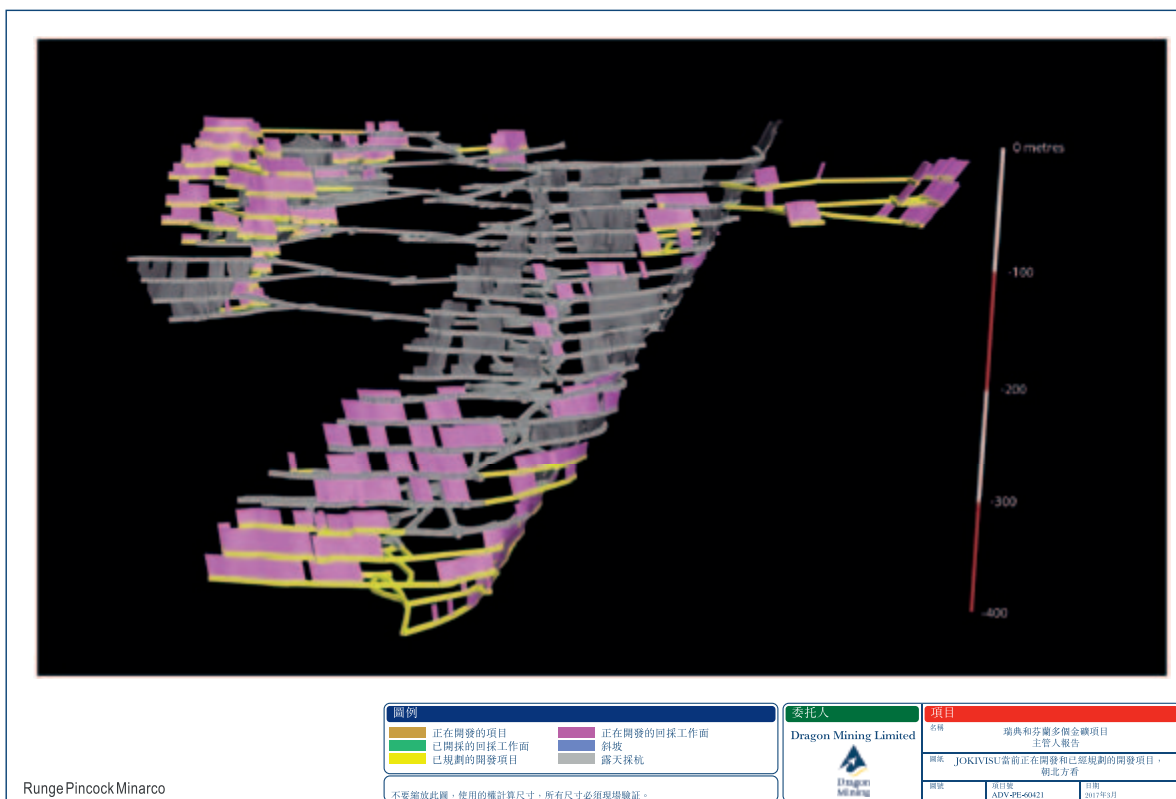 0 metres
-100
-200
-300
-400
圖例
正在開發的項目
正在開發的回採工作面
已開採的回採工作面
斜坡
已規劃的開發項目
露天採杭
不要縮放此圖，使用的權計算尺寸，所有尺寸必須現場驗証。
委托人
Dragon Mining Limited
Dragon
Mining
項目
名稱
瑞典和芬蘭多個金礦項目
主管人報告
圖紙
JOKIVISU當前正在開發和已經規劃的開發項目，
朝北方看
圖號
項目號
ADV-PE-60421
日期
2017年3月
Runge Pincock Minarco